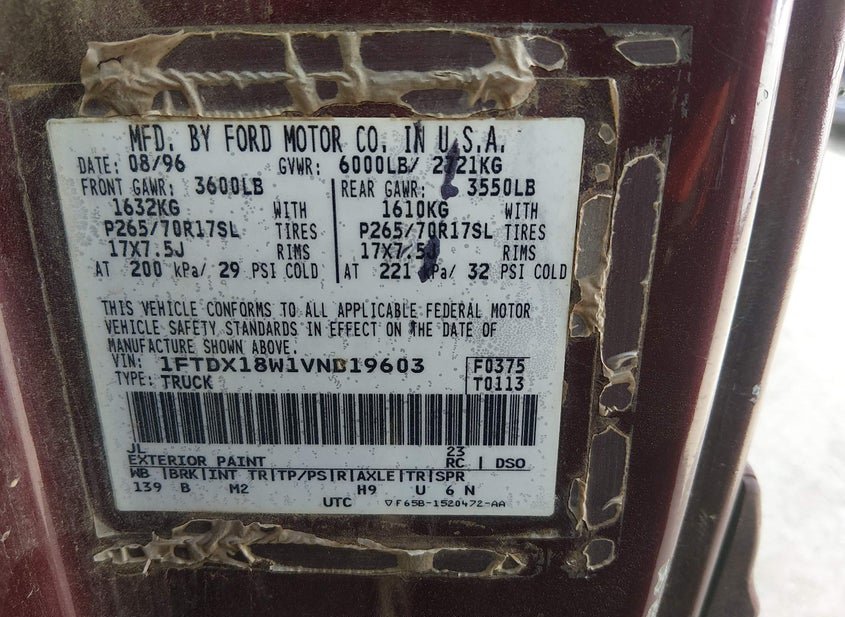 MFD. BY FORD MOTOR CO. IN U.S.A.
DATE: 08/96 GVWR: 6000LB/ 2721KG
FRONT GAWR: 3600LB REAR GAWR: 3550LB
1632KG WITH 1610KG WITH
P265/70R17SL TIRES P265/70R17SL TIRES
17X7.5J RIMS 17X7.5J RIMS
AT 200 kPa/ 29 PSI COLD AT 221 kPa/ 32 PSI COLD
THIS VEHICLE CONFORMS TO ALL APPLICABLE FEDERAL MOTOR
VEHICLE SAFETY STANDARDS IN EFFECT ON THE DATE OF
MANUFACTURE SHOWN ABOVE.
VIN: 1FTDX18W1VNB19603 F0375
TYPE: TRUCK T0113
JL 23
EXTERIOR PAINT RC | DSO
WB |BRK|INT TR|TP/PS|R|AXLE|TR|SPR
139 B M2 H9 U 6 N
UTC ▽F65B-1520472-AA